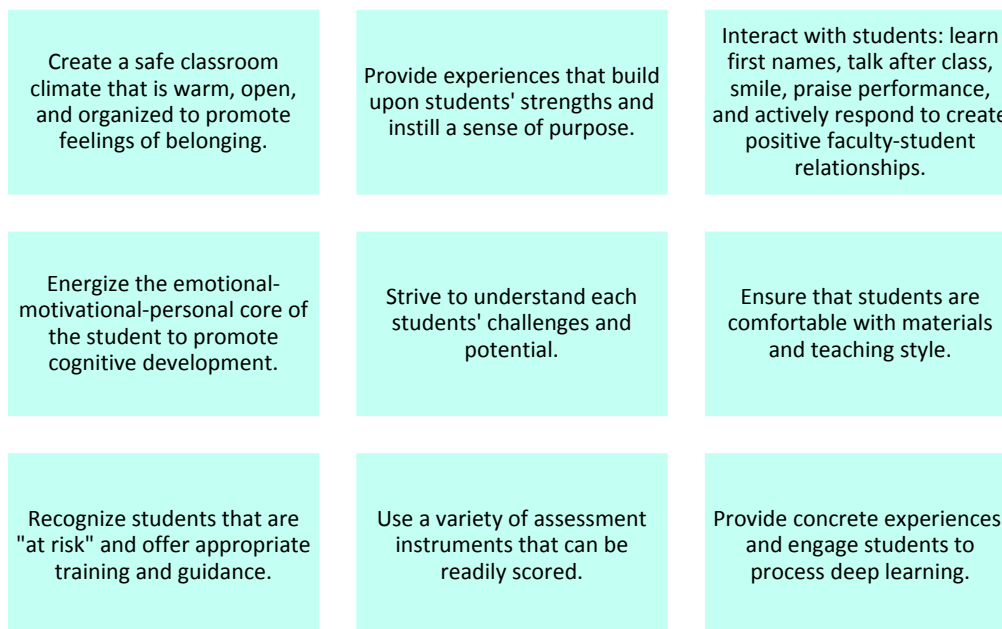 Create a safe classroom
climate that is warm, open,
and organized to promote
feelings of belonging.
Provide experiences that build
upon students' strengths and
instill a sense of purpose.
Interact with students: learn
first names, talk after class,
smile, praise performance,
and actively respond to create
positive faculty-student
relationships.
Energize the emotional-
motivational-personal core of
the student to promote
cognitive development.
Strive to understand each
students' challenges and
potential.
Ensure that students are
comfortable with materials
and teaching style.
Recognize students that are
"at risk" and offer appropriate
training and guidance.
Use a variety of assessment
instruments that can be
readily scored.
Provide concrete experiences
and engage students to
process deep learning.